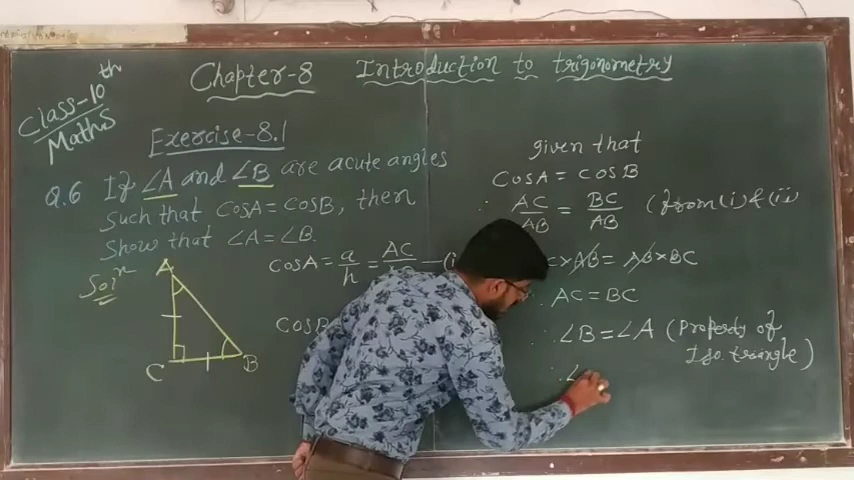 Class-10th
Maths
Chapter-8 Introduction to trigonometry
Exercise-8.1
Q.6 If ∠A and ∠B are acute angles
Such that CosA = CosB, then
Show that ∠A = ∠B.
Solⁿ
A
C
B
CosA = a/h = AC
CosB
given that
CosA = COSB
∴ AC/AB = BC/AB (from (i) & (ii)
×AB = AB×BC
∴ AC = BC
∴ ∠B = ∠A (Property of
Iso. triangle)
∴ ∠